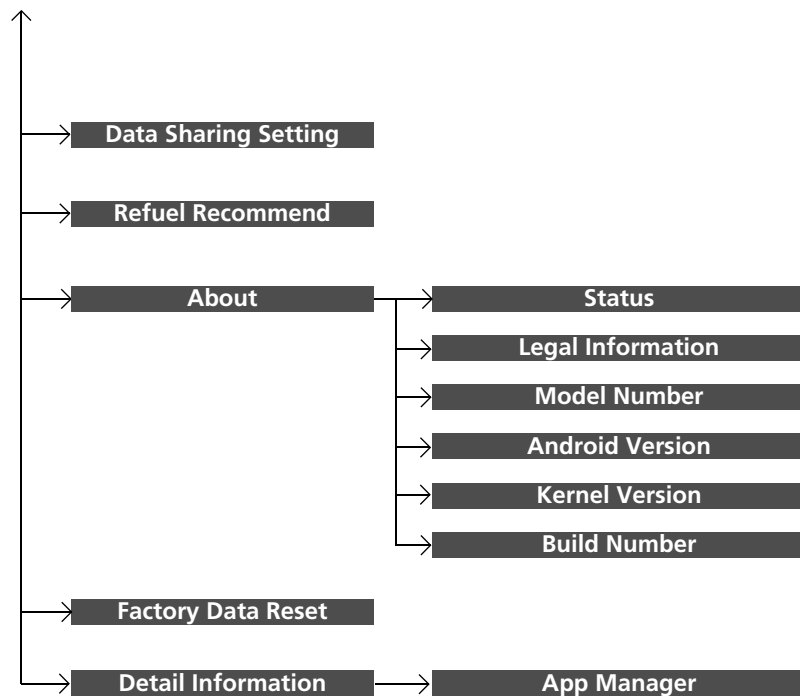 Data Sharing Setting
Refuel Recommend
About
Status
Legal Information
Model Number
Android Version
Kernel Version
Build Number
Factory Data Reset
Detail Information
App Manager